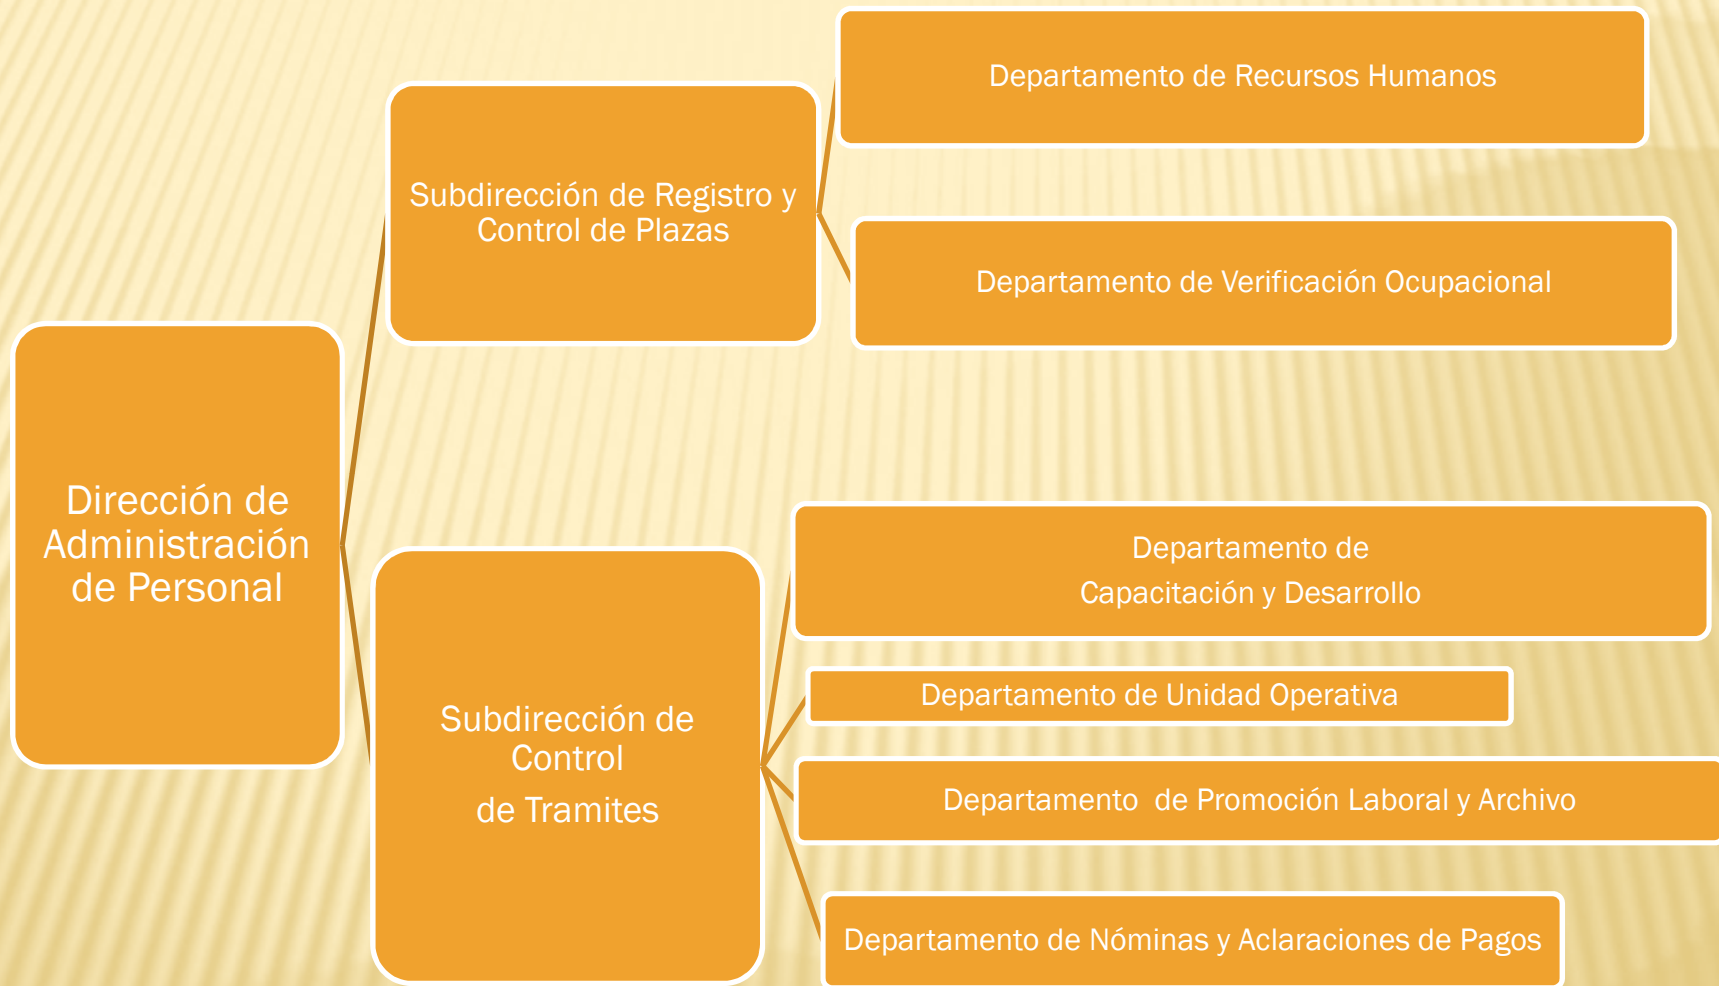 Dirección de
Administración
de Personal
Subdirección de Registro y
Control de Plazas
Departamento de Recursos Humanos
Departamento de Verificación Ocupacional
Subdirección de
Control
de Tramites
Departamento de
Capacitación y Desarrollo
Departamento de Unidad Operativa
Departamento  de Promoción Laboral y Archivo
Departamento de Nóminas y Aclaraciones de Pagos